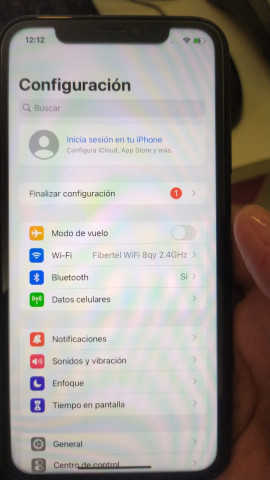 12:12
Configuración
Buscar
Inicia sesión en tu iPhone
Configura iCloud, App Store y más.
Finalizar configuración 1
Modo de vuelo
Wi-Fi Fibertel WiFi 8qy 2.4GHz
Bluetooth Sí
Datos celulares
Notificaciones
Sonidos y vibración
Enfoque
Tiempo en pantalla
General
Centro de control